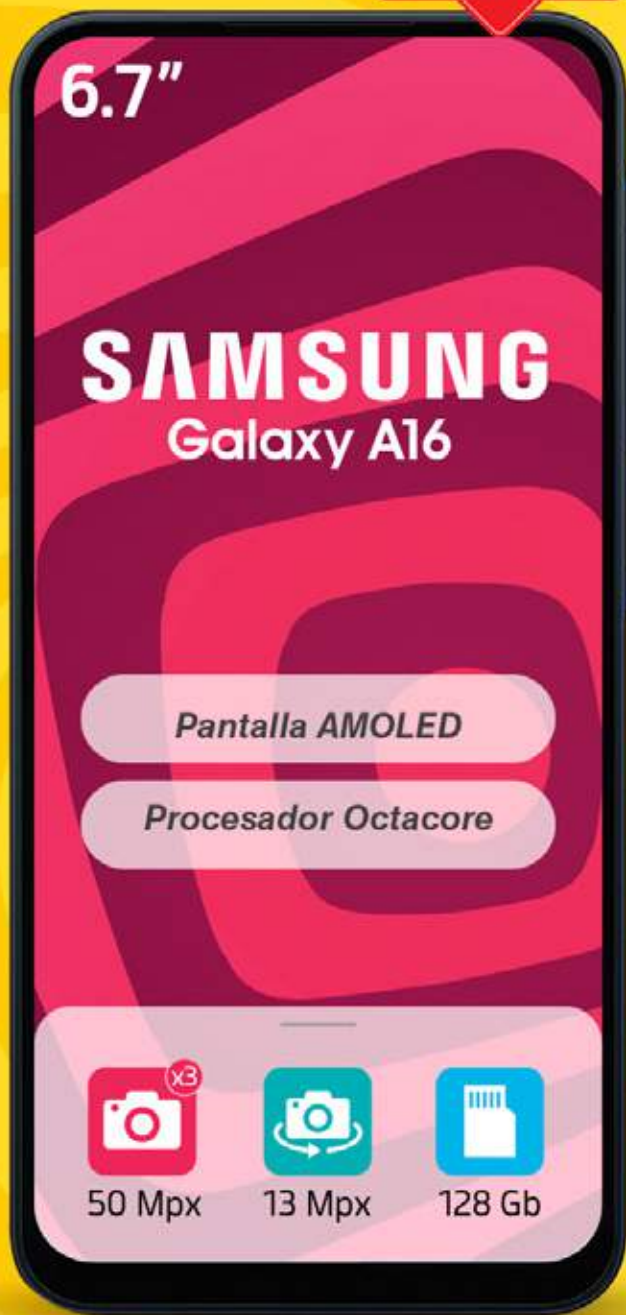 6.7"
SAMSUNG
Galaxy A16
Pantalla AMOLED
Procesador Octacore
x3
50 Mpx
13 Mpx
128 Gb